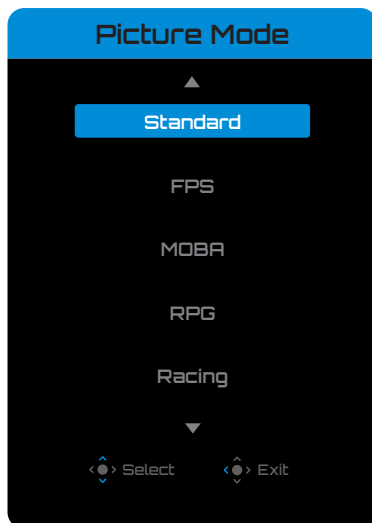 Picture Mode
Standard
FPS
MOBA
RPG
Racing
Select Exit